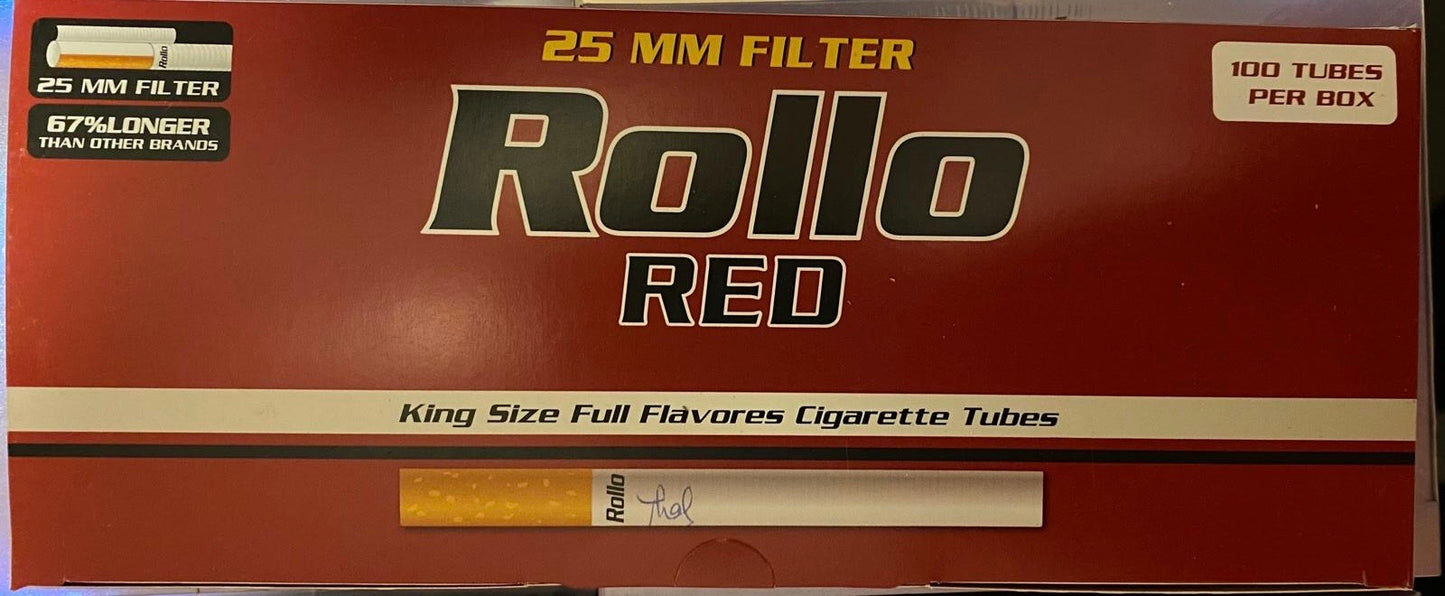 Rollo
25 MM FILTER
67%LONGER
THAN OTHER BRANDS
25 MM FILTER
Rollo
RED
100 TUBES
PER BOX
King Size Full Flavores Cigarette Tubes
Rollo